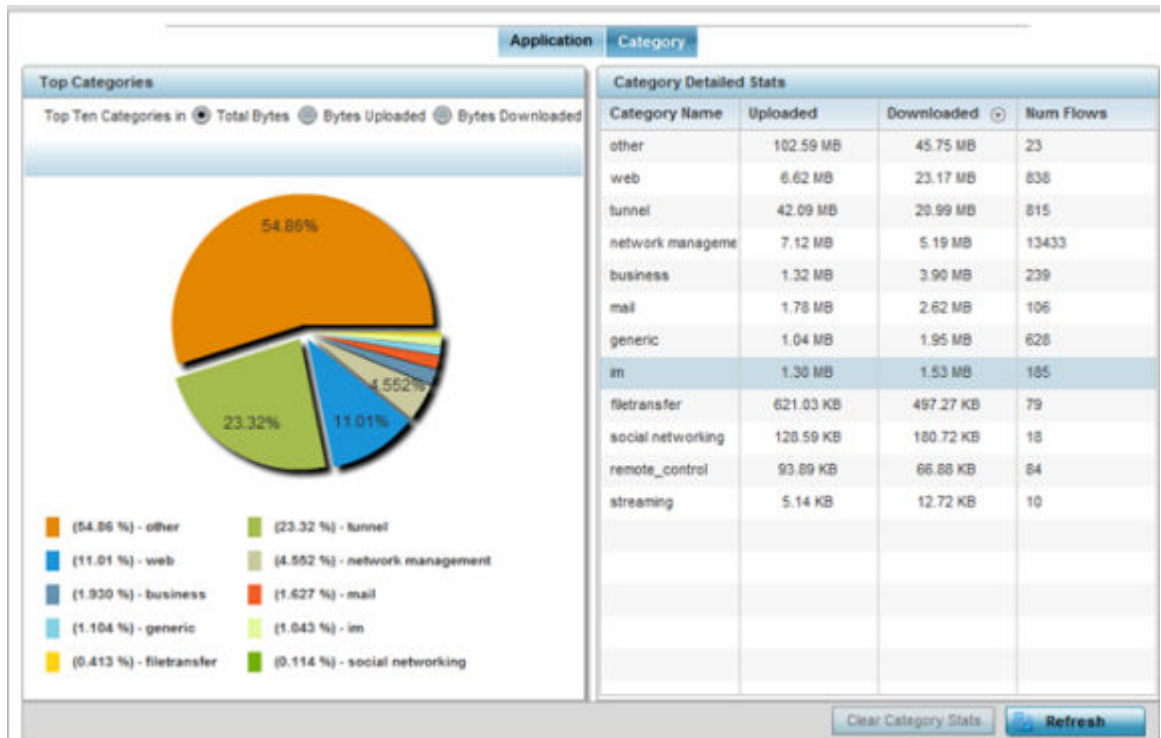 Application Category
Top Categories
Top Ten Categories in Total Bytes Bytes Uploaded Bytes Downloaded
54.86%
4.552%
23.32%
11.01%
(54.86 %) - other
(23.32 %) - tunnel
(11.01 %) - web
(4.552 %) - network management
(1.930 %) - business
(1.627 %) - mail
(1.104 %) - generic
(1.043 %) - im
(0.413 %) - filetransfer
(0.114 %) - social networking
Category Detailed Stats
Category Name Uploaded Downloaded Num Flows
other 102.59 MB 45.75 MB 23
web 6.62 MB 23.17 MB 838
tunnel 42.09 MB 20.99 MB 815
network manageme 7.12 MB 5.19 MB 13433
business 1.32 MB 3.90 MB 239
mail 1.78 MB 2.62 MB 106
generic 1.04 MB 1.95 MB 628
im 1.30 MB 1.53 MB 185
filetransfer 621.03 KB 497.27 KB 79
social networking 128.59 KB 180.72 KB 18
remote_control 93.89 KB 66.88 KB 84
streaming 5.14 KB 12.72 KB 10
Clear Category Stats Refresh